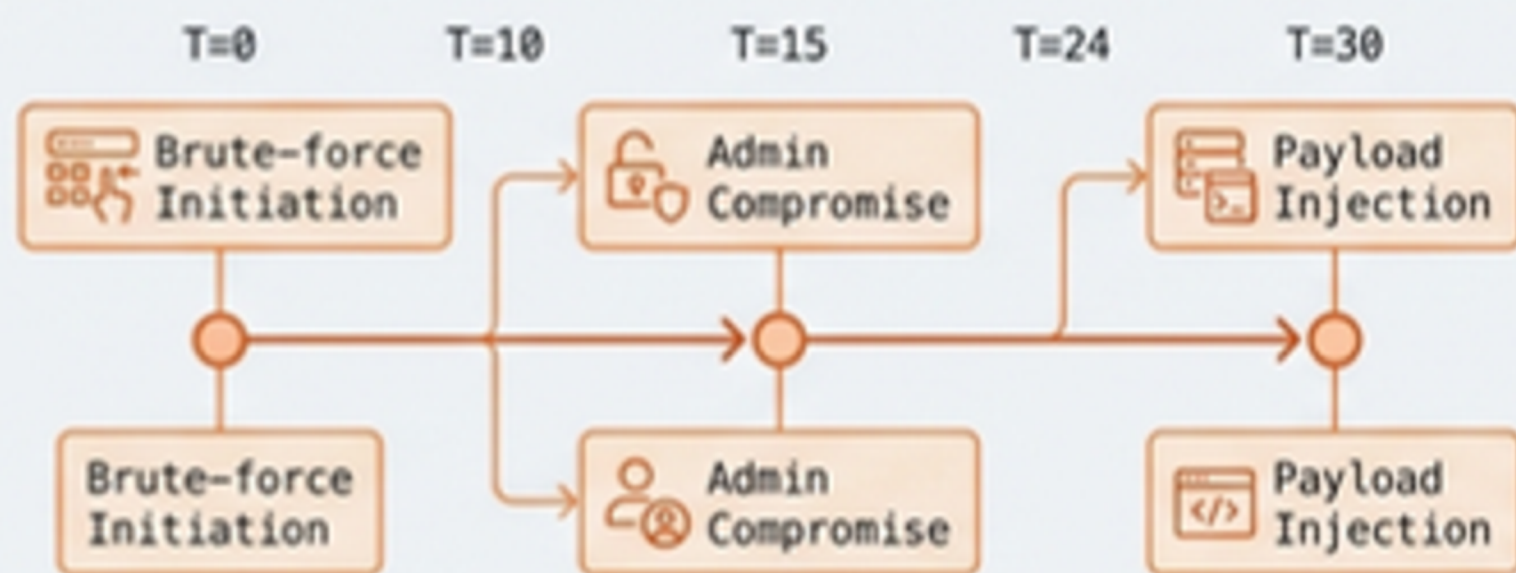 T=0 T=10 T=15 T=24 T=30
Brute-force
Initiation
Admin
Compromise
Payload
Injection
Brute-force
Initiation
Admin
Compromise
Payload
Injection